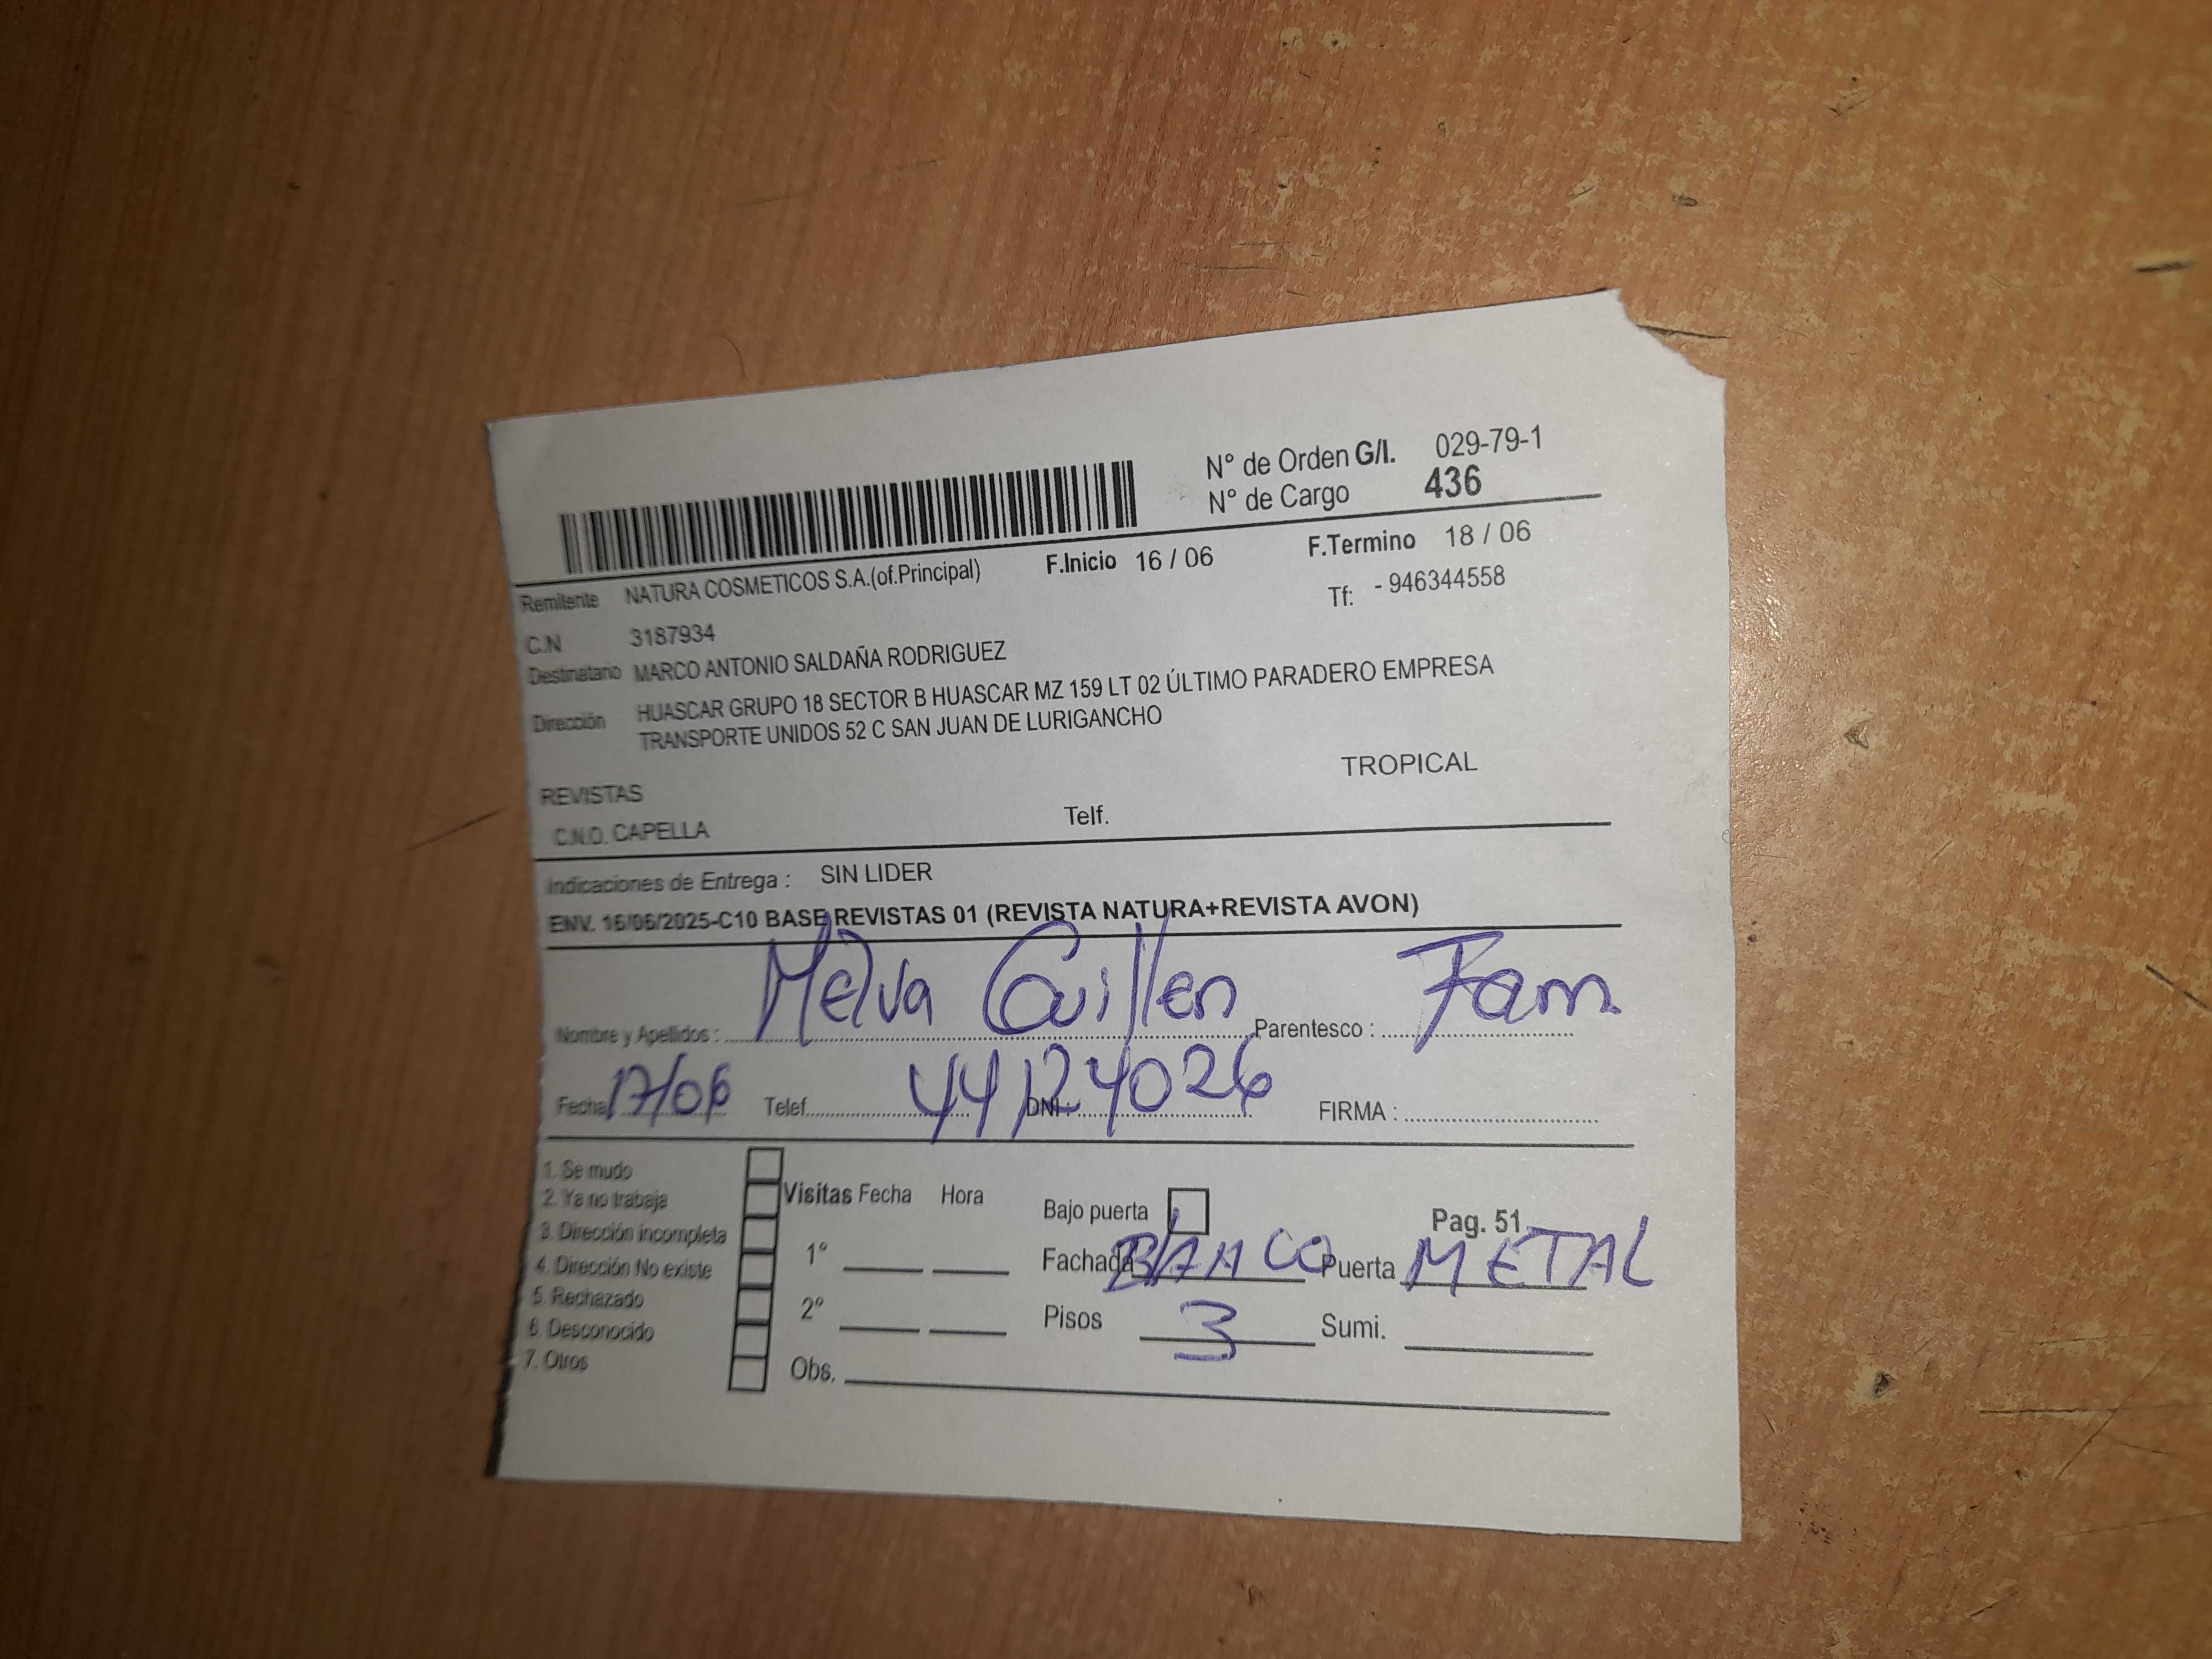 N° de Orden G/I. 029-79-1
N° de Cargo 436
Remitente NATURA COSMETICOS S.A.(of.Principal) F.Inicio 16 / 06 F.Termino 18 / 06
C.N 3187934 Tf: - 946344558
Destinatario MARCO ANTONIO SALDAÑA RODRIGUEZ
Dirección HUASCAR GRUPO 18 SECTOR B HUASCAR MZ 159 LT 02 ÚLTIMO PARADERO EMPRESA
TRANSPORTE UNIDOS 52 C SAN JUAN DE LURIGANCHO
REVISTAS TROPICAL
C.N.O. CAPELLA Telf.
Indicaciones de Entrega : SIN LIDER
ENV. 16/06/2025-C10 BASE REVISTAS 01 (REVISTA NATURA+REVISTA AVON)
Nombre y Apellidos : Melva Guillen Parentesco : Fam.
Fecha 17/06 Telef. DNI : 44124026 FIRMA :
1. Se mudo
2. Ya no trabaja
3. Dirección incompleta
4. Dirección No existe
5. Rechazado
6. Desconocido
7. Otros
Visitas Fecha Hora
1°
2°
Obs.
Bajo puerta Pag. 51
Fachada BlANCO Puerta METAL
Pisos 3 Sumi.